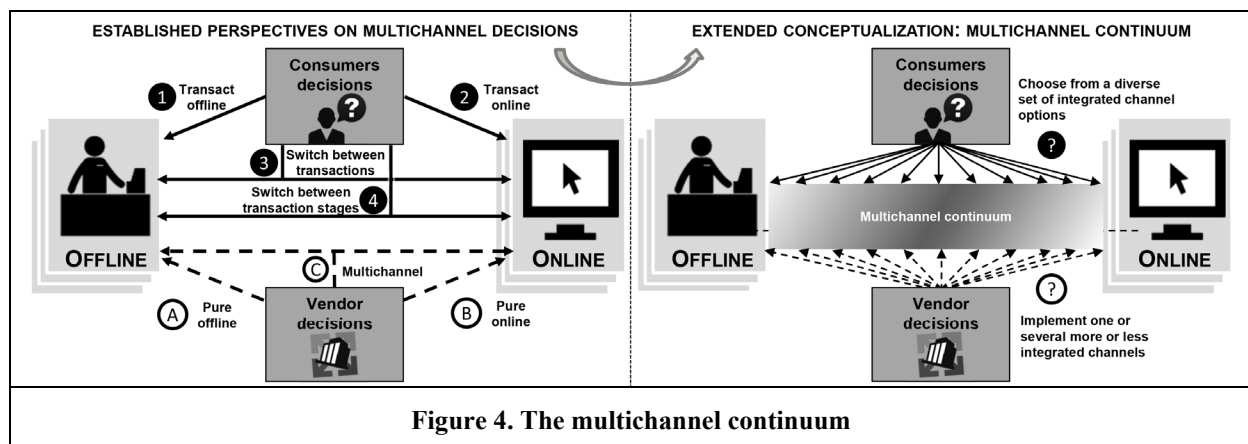 ESTABLISHED PERSPECTIVES ON MULTICHANNEL DECISIONS
Consumers
decisions
?
1 Transact
offline
2 Transact
online
3 Switch between
transactions
Switch between
transaction stages 4
OFFLINE
ONLINE
C Multichannel
A Pure
offline
B Pure
online
Vendor
decisions
EXTENDED CONCEPTUALIZATION: MULTICHANNEL CONTINUUM
Consumers
decisions
?
Choose from a diverse
set of integrated channel
options
?
Multichannel continuum
OFFLINE
ONLINE
?
Vendor
decisions
Implement one or
several more or less
integrated channels
Figure 4. The multichannel continuum